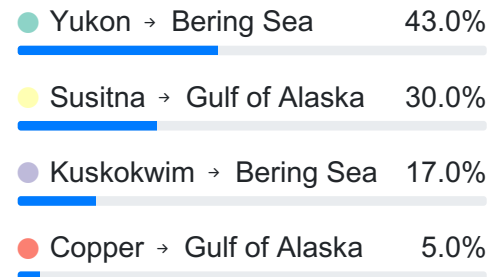 Yukon → Bering Sea 43.0%
Susitna → Gulf of Alaska 30.0%
Kuskokwim → Bering Sea 17.0%
Copper → Gulf of Alaska 5.0%